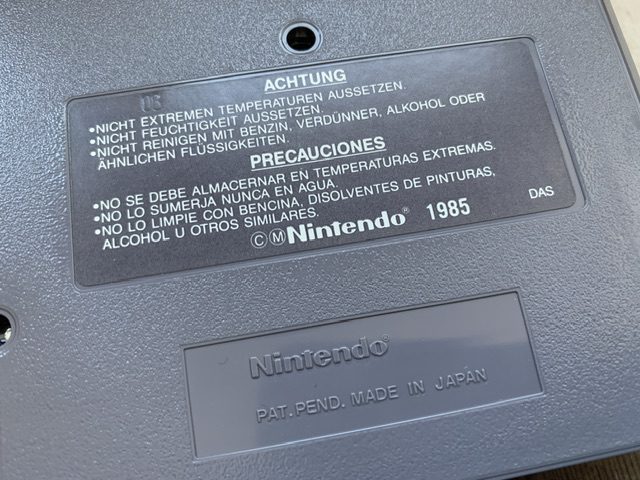 ACHTUNG
•NICHT EXTREMEN TEMPERATUREN AUSSETZEN.
•NICHT FEUCHTIGKEIT AUSSETZEN.
•NICHT REINIGEN MIT BENZIN, VERDÜNNER, ALKOHOL ODER
ÄHNLICHEN FLÜSSIGKEITEN.
PRECAUCIONES
•NO SE DEBE ALMACERNAR EN TEMPERATURAS EXTREMAS.
•NO LO SUMERJA NUNCA EN AGUA.
•NO LO LIMPIE CON BENCINA, DISOLVENTES DE PINTURAS,
ALCOHOL U OTROS SIMILARES.
ⒸⓂNintendo® 1985 DAS
Nintendo®
PAT. PEND. MADE IN JAPAN